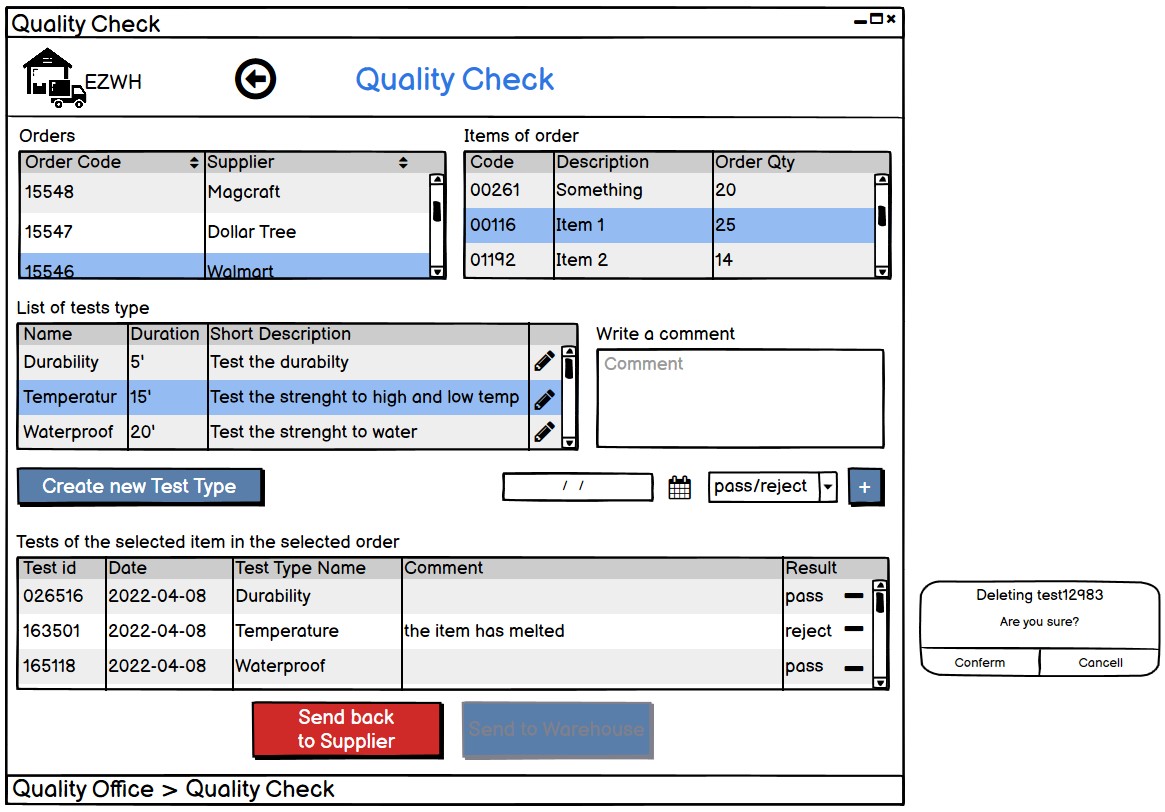 Quality Check
EZWH
Quality Check
Orders
Order Code Supplier
15548 Magcraft
15547 Dollar Tree
15546 Walmart
Items of order
Code Description Order Qty
00261 Something 20
00116 Item 1 25
01192 Item 2 14
List of tests type
Name Duration Short Description
Durability 5' Test the durabilty
Temperatur 15' Test the strenght to high and low temp
Waterproof 20' Test the strenght to water
Write a comment
Comment
Create new Test Type
/ /
pass/reject
+
Tests of the selected item in the selected order
Test id Date Test Type Name Comment Result
026516 2022-04-08 Durability pass
163501 2022-04-08 Temperature the item has melted reject
165118 2022-04-08 Waterproof pass
Send back
to Supplier
Send to Warehouse
Quality Office > Quality Check
Deleting test12983
Are you sure?
Conferm Cancell